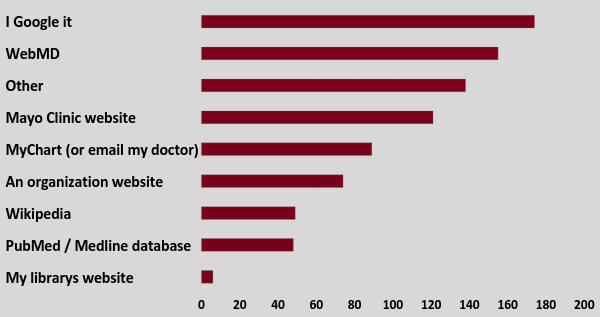 I Google it
WebMD
Other
Mayo Clinic website
MyChart (or email my doctor)
An organization website
Wikipedia
PubMed / Medline database
My librarys website
0 20 40 60 80 100 120 140 160 180 200